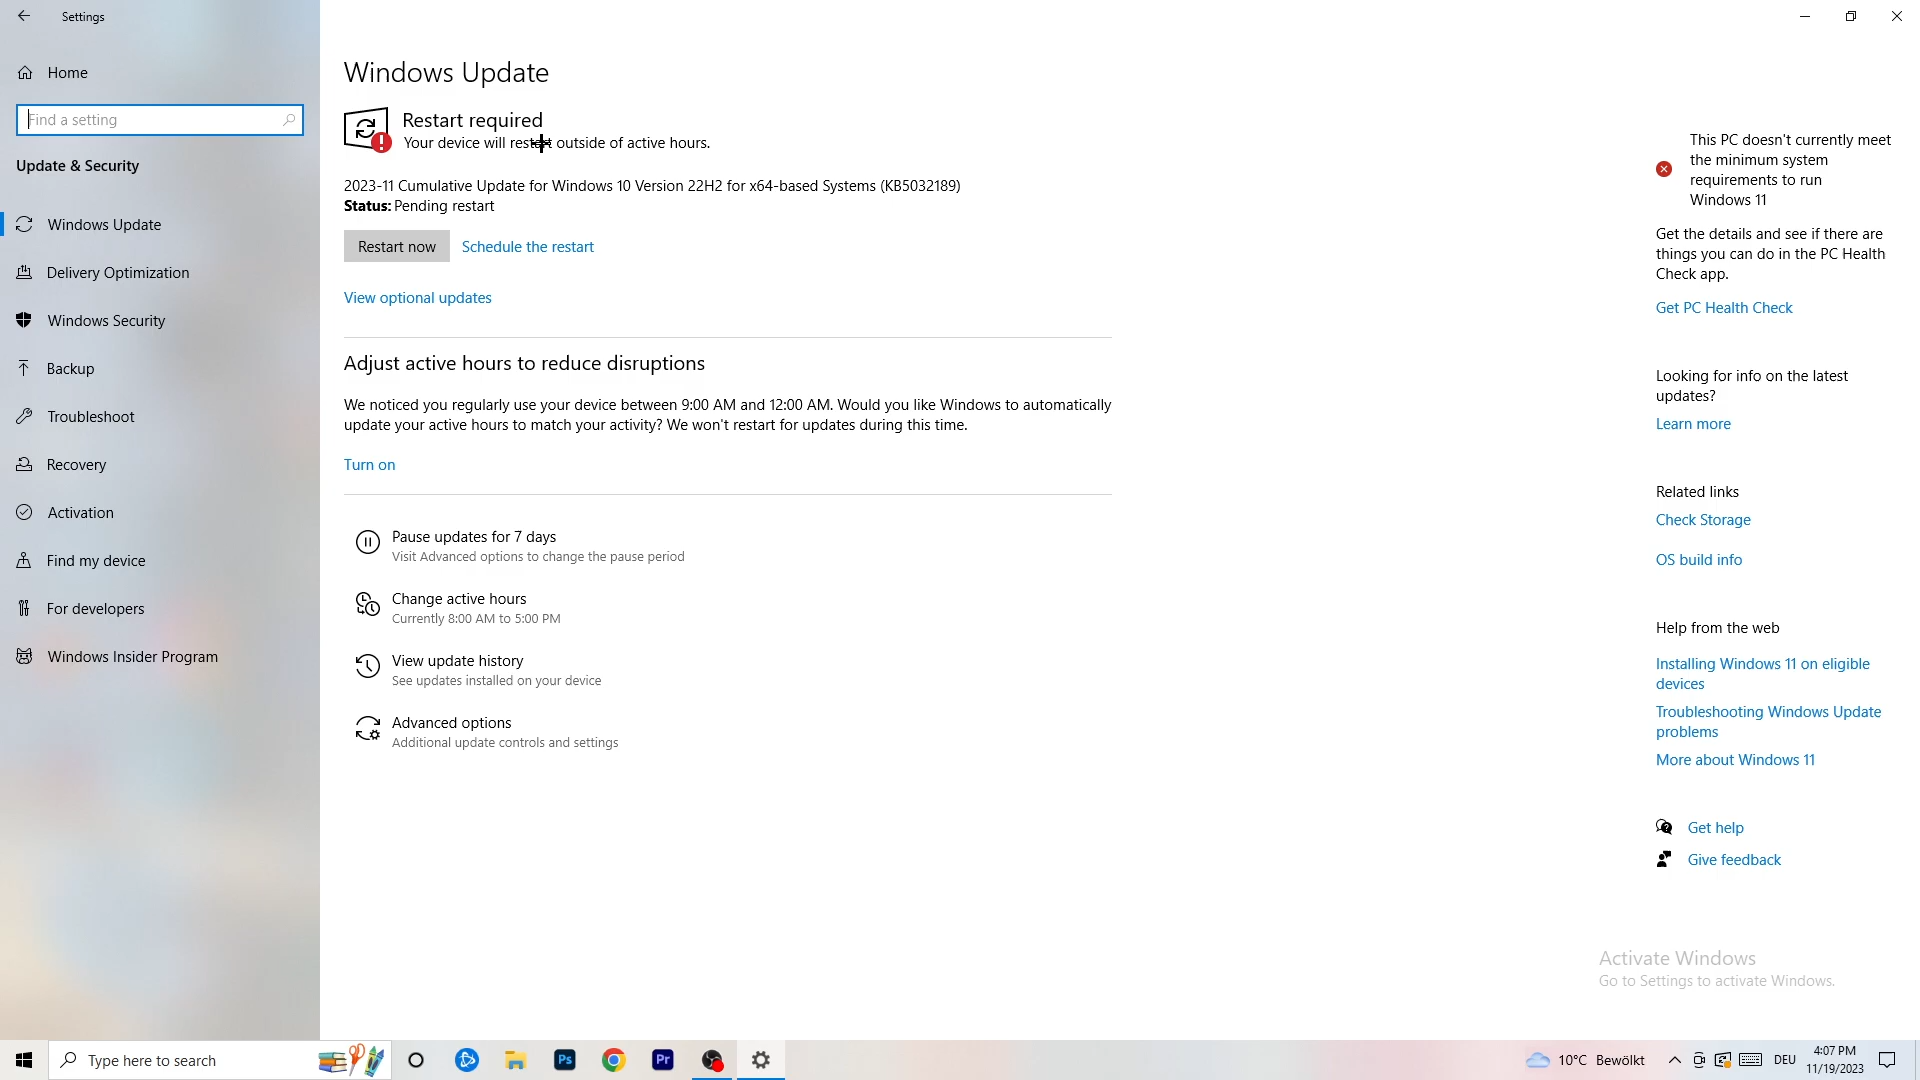 Settings
Home
Find a setting
Update & Security
Windows Update
Delivery Optimization
Windows Security
Backup
Troubleshoot
Recovery
Activation
Find my device
For developers
Windows Insider Program
Windows Update
Restart required
Your device will restart outside of active hours.
2023-11 Cumulative Update for Windows 10 Version 22H2 for x64-based Systems (KB5032189)
Status: Pending restart
Restart now
Schedule the restart
View optional updates
Adjust active hours to reduce disruptions
We noticed you regularly use your device between 9:00 AM and 12:00 AM. Would you like Windows to automatically
update your active hours to match your activity? We won't restart for updates during this time.
Turn on
Pause updates for 7 days
Visit Advanced options to change the pause period
Change active hours
Currently 8:00 AM to 5:00 PM
View update history
See updates installed on your device
Advanced options
Additional update controls and settings
This PC doesn't currently meet
the minimum system
requirements to run
Windows 11
Get the details and see if there are
things you can do in the PC Health
Check app.
Get PC Health Check
Looking for info on the latest
updates?
Learn more
Related links
Check Storage
OS build info
Help from the web
Installing Windows 11 on eligible
devices
Troubleshooting Windows Update
problems
More about Windows 11
Get help
Give feedback
Activate Windows
Go to Settings to activate Windows.
Type here to search
Ps
Pr
10°C Bewölkt
DEU
4:07 PM
11/19/2023